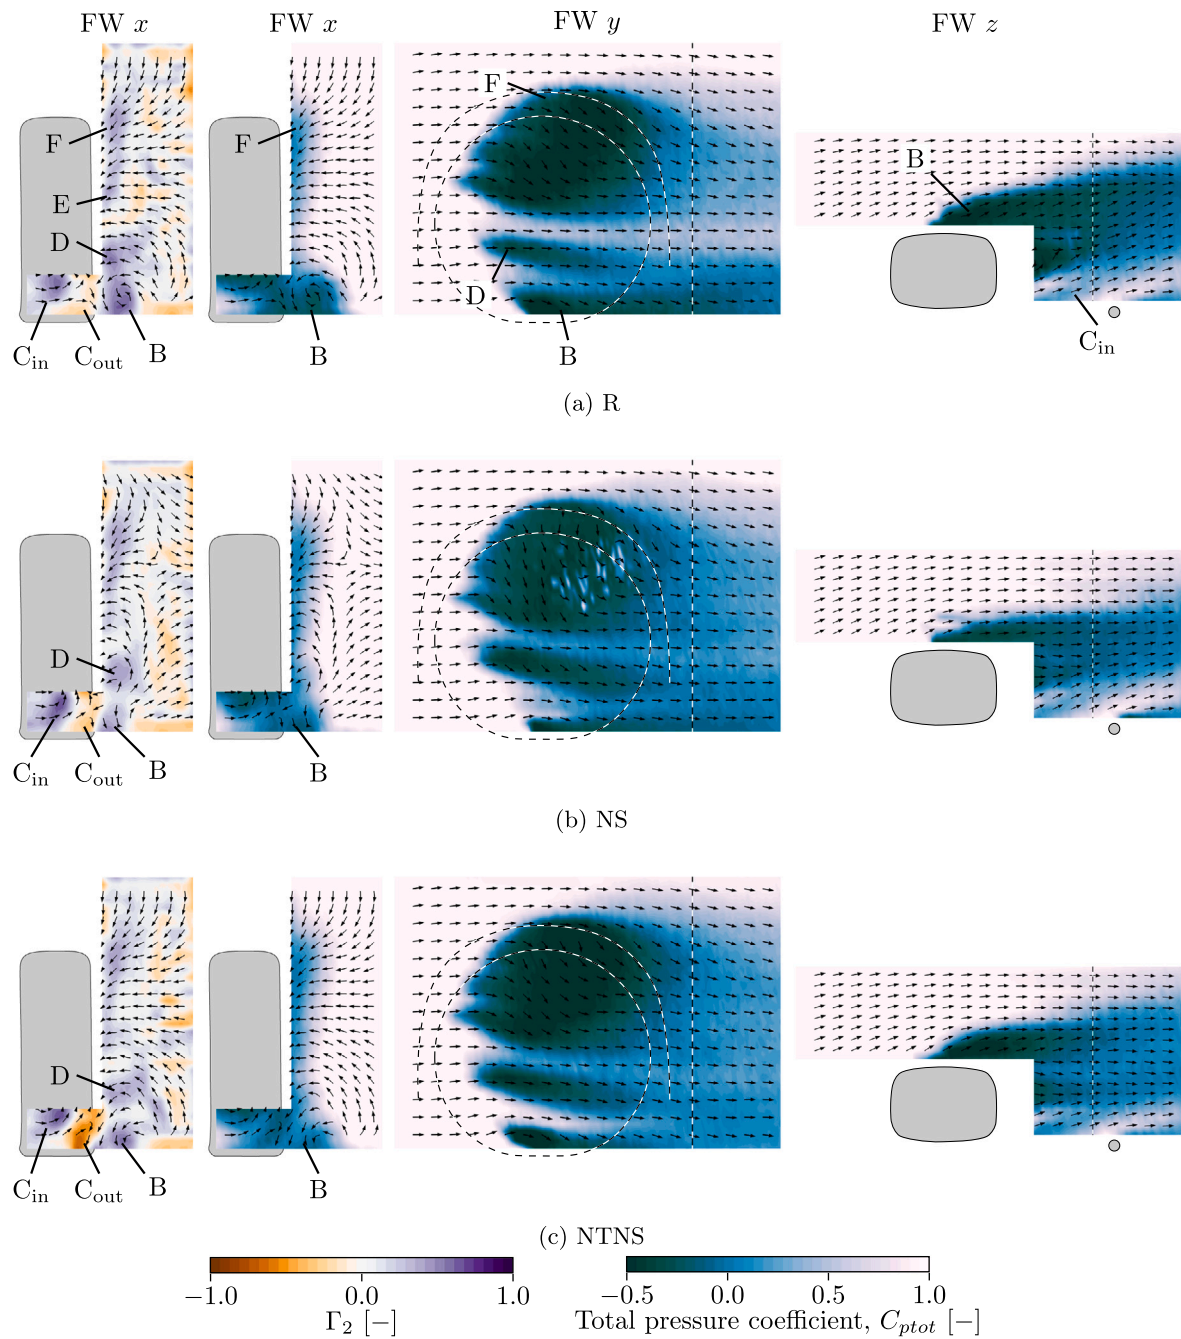 FW x FW x FW y FW z
F F F B
E
D
D
C_in C_out B B B C_in
(a) R
D
C_in C_out B B
(b) NS
D
C_in C_out B B
(c) NTNS
−1.0 0.0 1.0 −0.5 0.0 0.5 1.0
Γ₂ [−] Total pressure coefficient, C_ptot [−]